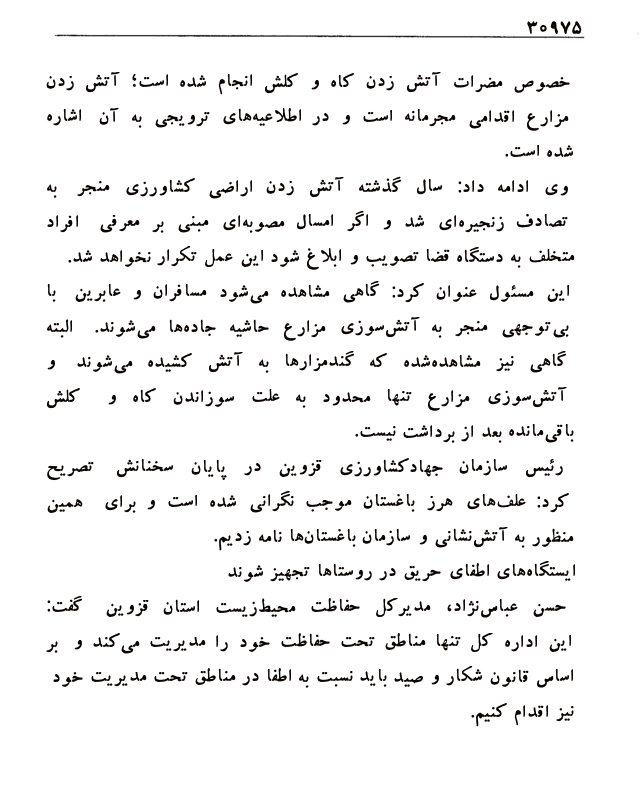 ۳۰۹۷۵
خصوص مضرات آتش زدن کاه و کلش انجام شده است؛ آتش زدن
مزارع اقدامی مجرمانه است و در اطلاعیه‌های ترویجی به آن اشاره
شده است.
وی ادامه داد: سال گذشته آتش زدن اراضی کشاورزی منجر به
تصادف زنجیره‌ای شد و اگر امسال مصوبه‌ای مبنی بر معرفی افراد
متخلف به دستگاه قضا تصویب و ابلاغ شود این عمل تکرار نخواهد شد.
این مسئول عنوان کرد: گاهی مشاهده می‌شود مسافران و عابرین با
بی‌توجهی منجر به آتش‌سوزی مزارع حاشیه جاده‌ها می‌شوند. البته
گاهی نیز مشاهده‌شده که گندمزارها به آتش کشیده می‌شوند و
آتش‌سوزی مزارع تنها محدود به علت سوزاندن کاه و کلش
باقی‌مانده بعد از برداشت نیست.
رئیس سازمان جهادکشاورزی قزوین در پایان سخنانش تصریح
کرد: علف‌های هرز باغستان موجب نگرانی شده است و برای همین
منظور به آتش‌نشانی و سازمان باغستان‌ها نامه زدیم.
ایستگاه‌های اطفای حریق در روستاها تجهیز شوند
حسن عباس‌نژاد، مدیرکل حفاظت محیط‌زیست استان قزوین گفت:
این اداره کل تنها مناطق تحت حفاظت خود را مدیریت می‌کند و بر
اساس قانون شکار و صید باید نسبت به اطفا در مناطق تحت مدیریت خود
نیز اقدام کنیم.